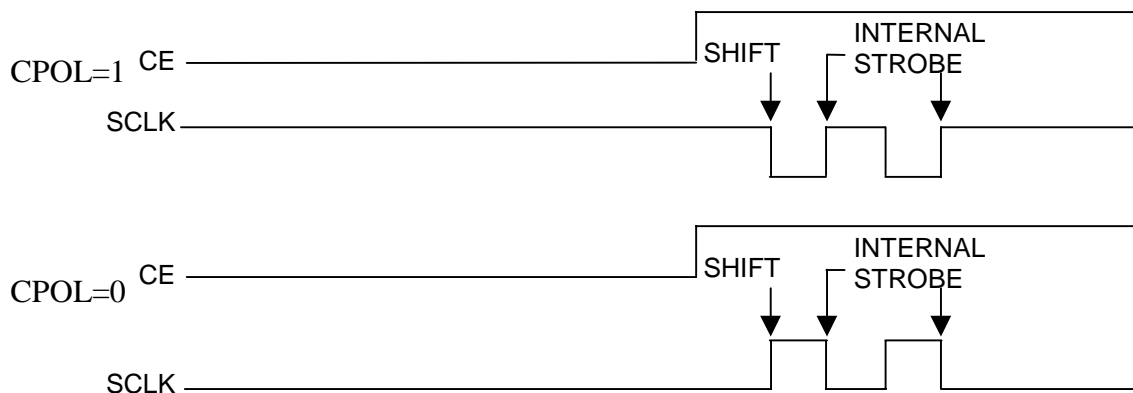 INTERNAL
STROBE
SHIFT
CPOL=1 CE
SCLK
INTERNAL
STROBE
SHIFT
CPOL=0 CE
SCLK